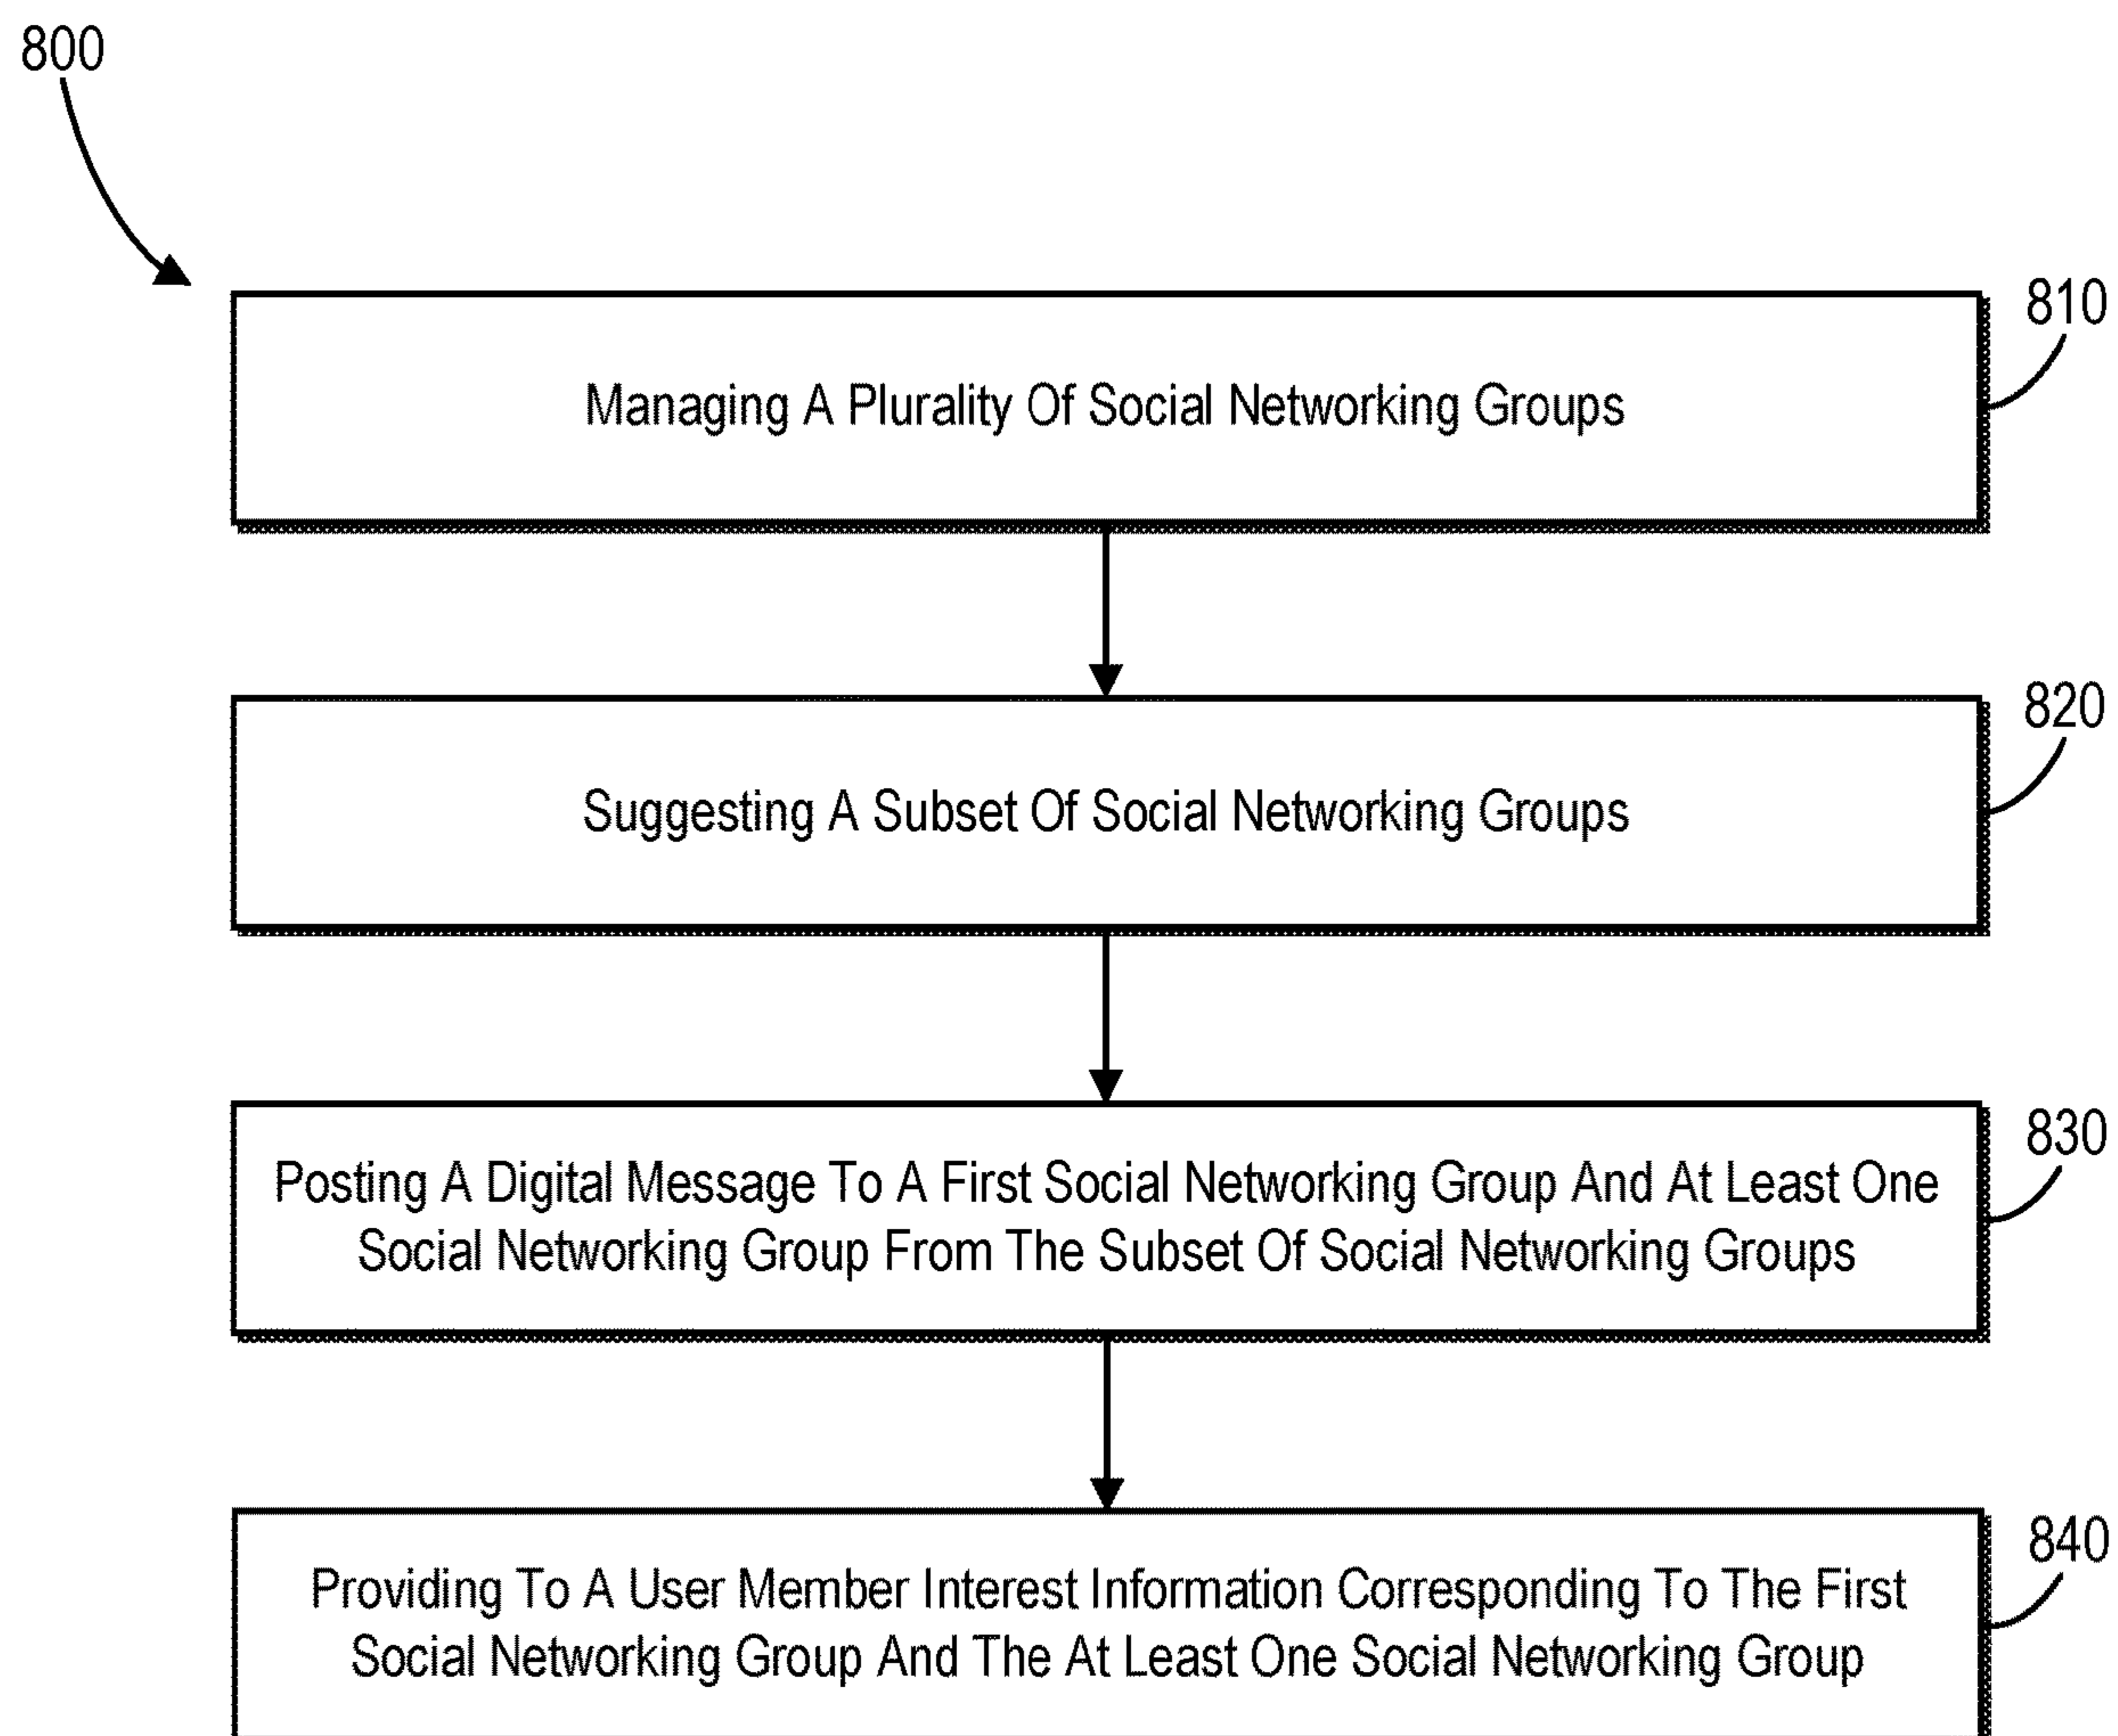 800
810
Managing A Plurality Of Social Networking Groups
820
Suggesting A Subset Of Social Networking Groups
830
Posting A Digital Message To A First Social Networking Group And At Least One
Social Networking Group From The Subset Of Social Networking Groups
840
Providing To A User Member Interest Information Corresponding To The First
Social Networking Group And The At Least One Social Networking Group